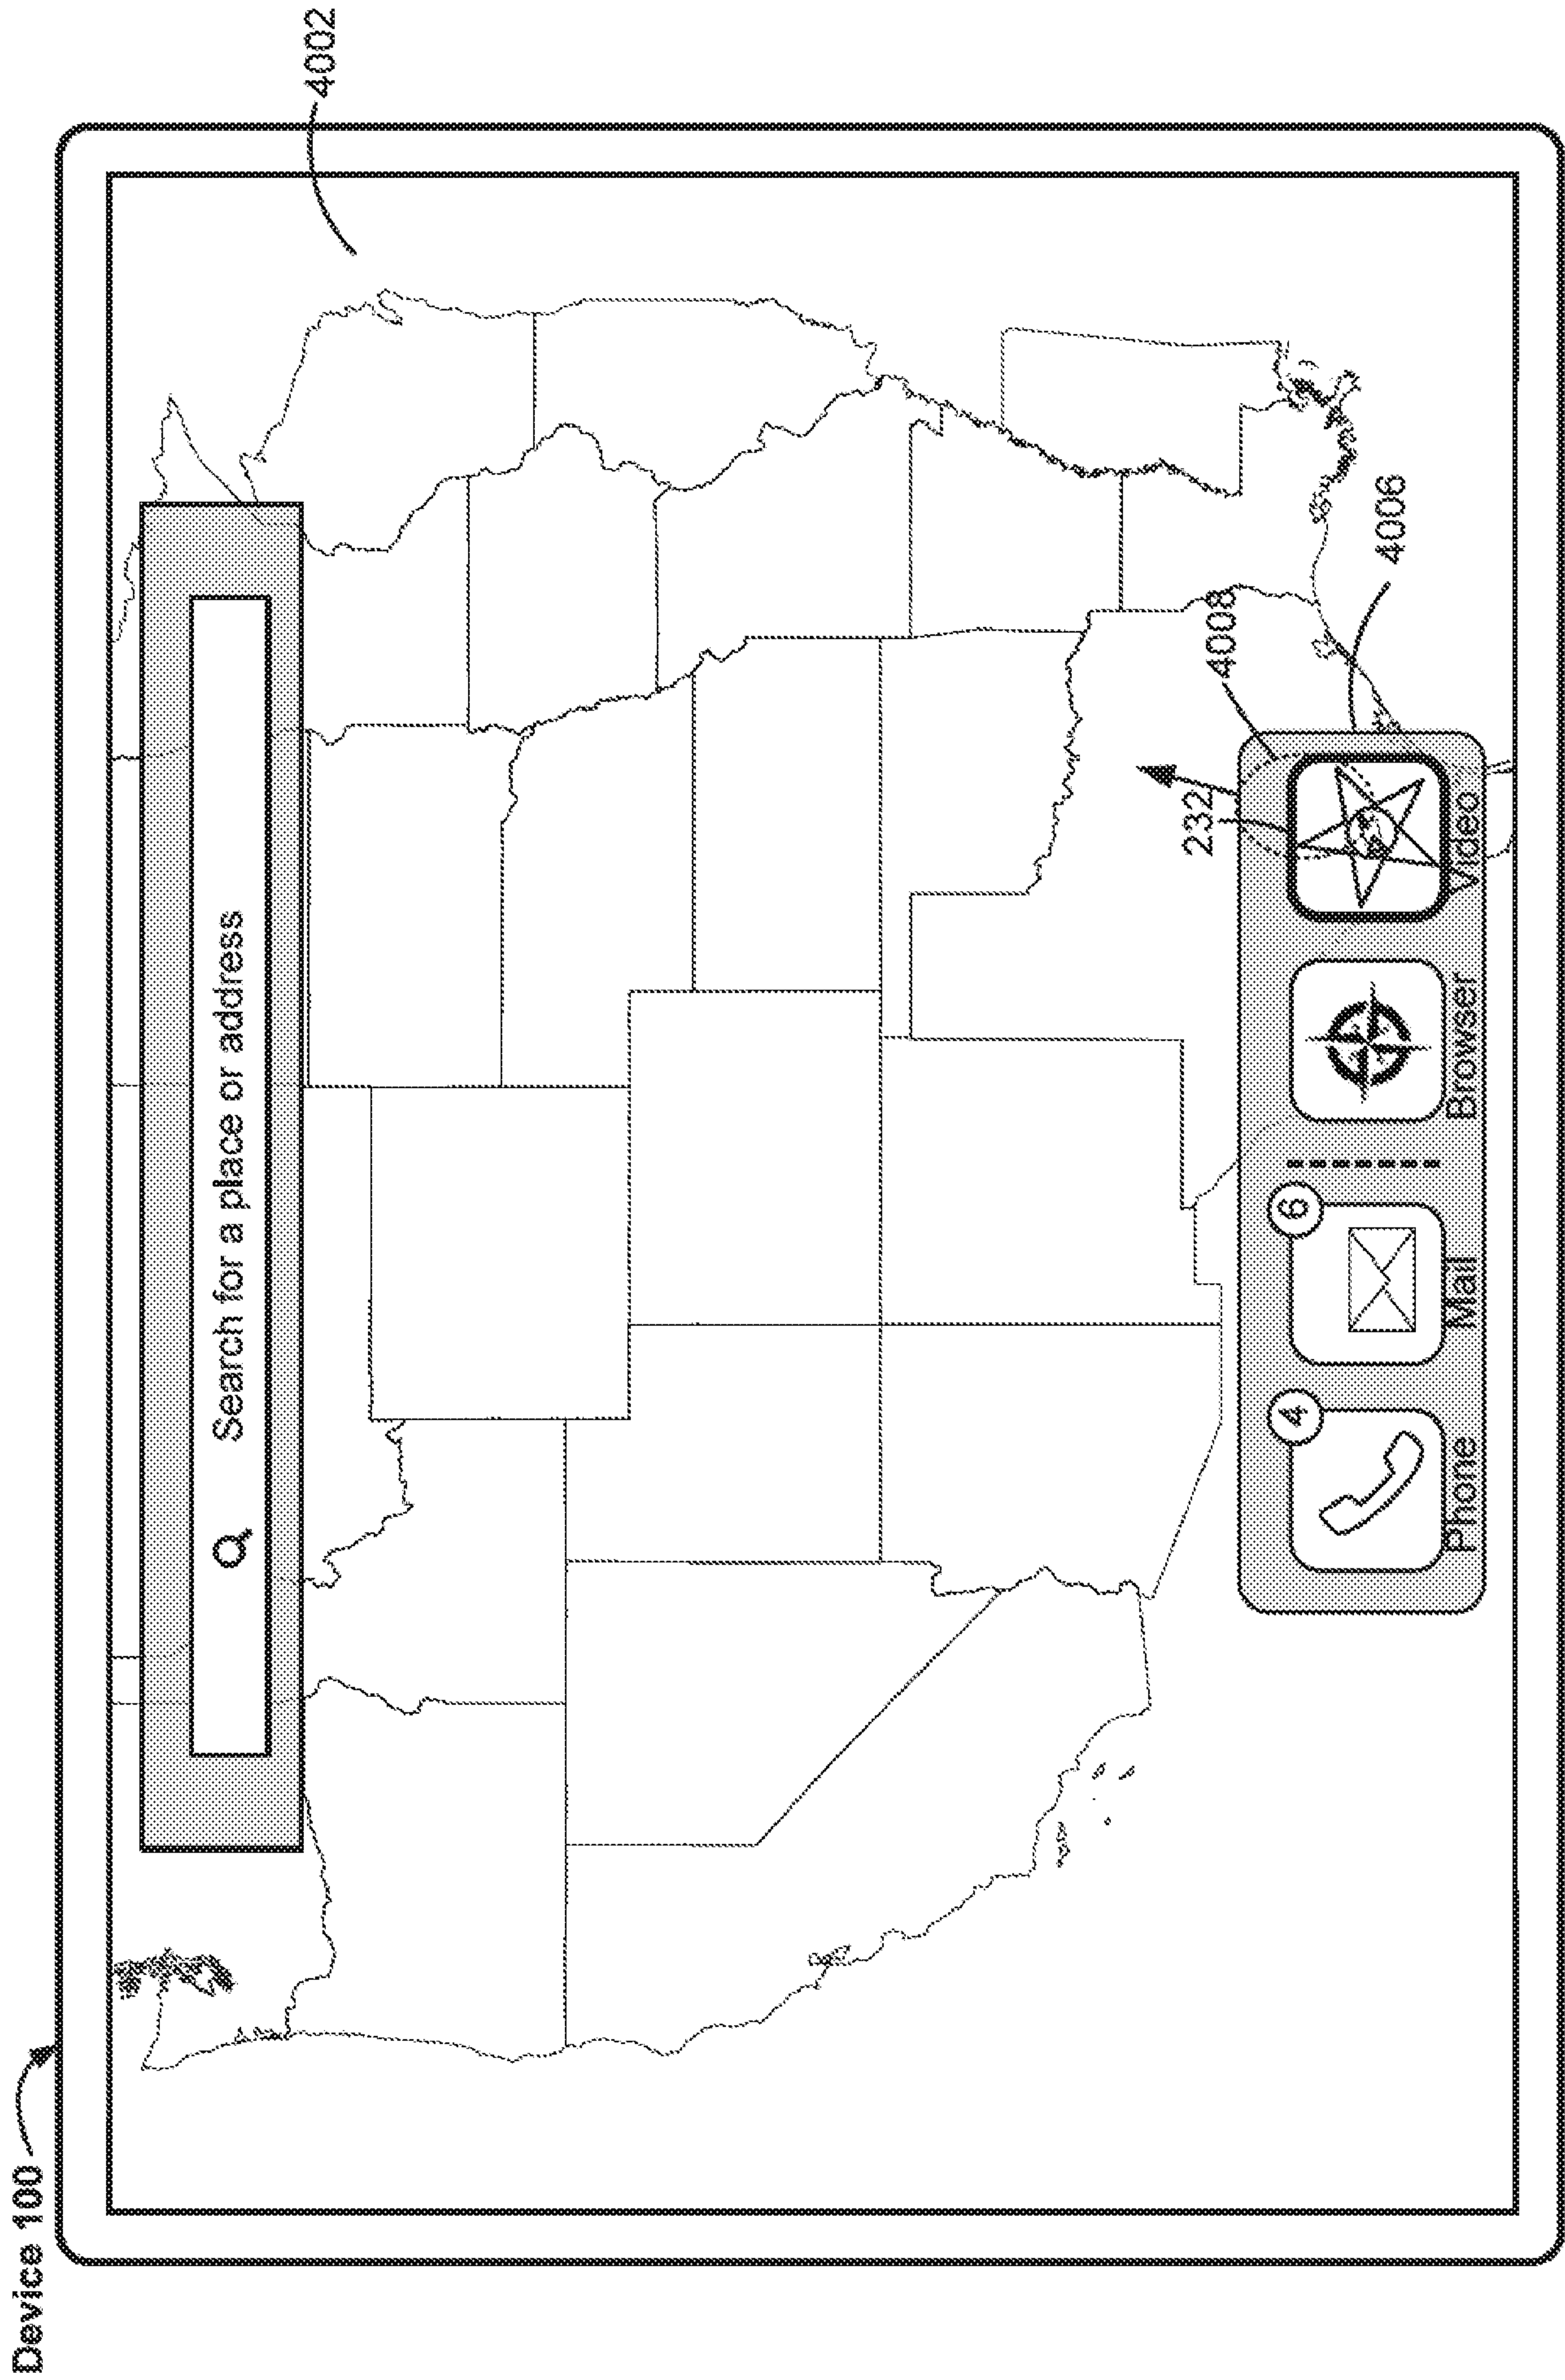 Device 100
4002
Search for a place or address
4008
4006
232
4
6
Phone
Mail
Browser
Video